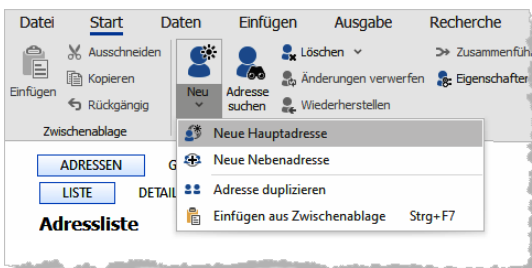 Datei Start Daten Einfügen Ausgabe Recherche
Ausschneiden
Kopieren
Rückgängig
Einfügen
Zwischenablage
Neu
Adresse suchen
Löschen
Änderungen verwerfen
Wiederherstellen
Zusammenfüh
Eigenschaften
Neue Hauptadresse
Neue Nebenadresse
Adresse duplizieren
Einfügen aus Zwischenablage Strg+F7
ADRESSEN G
LISTE DETAIL
Adressliste